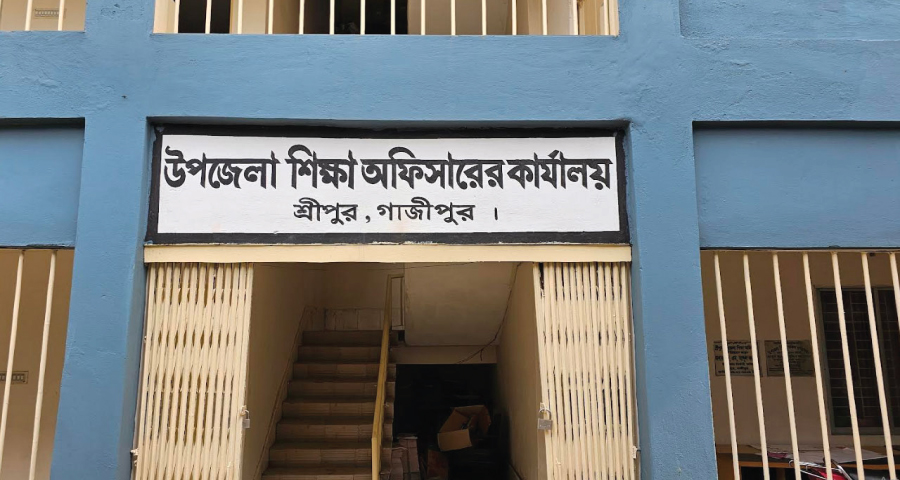 উপজেলা শিক্ষা অফিসারের কার্যালয়
শ্রীপুর, গাজীপুর ।